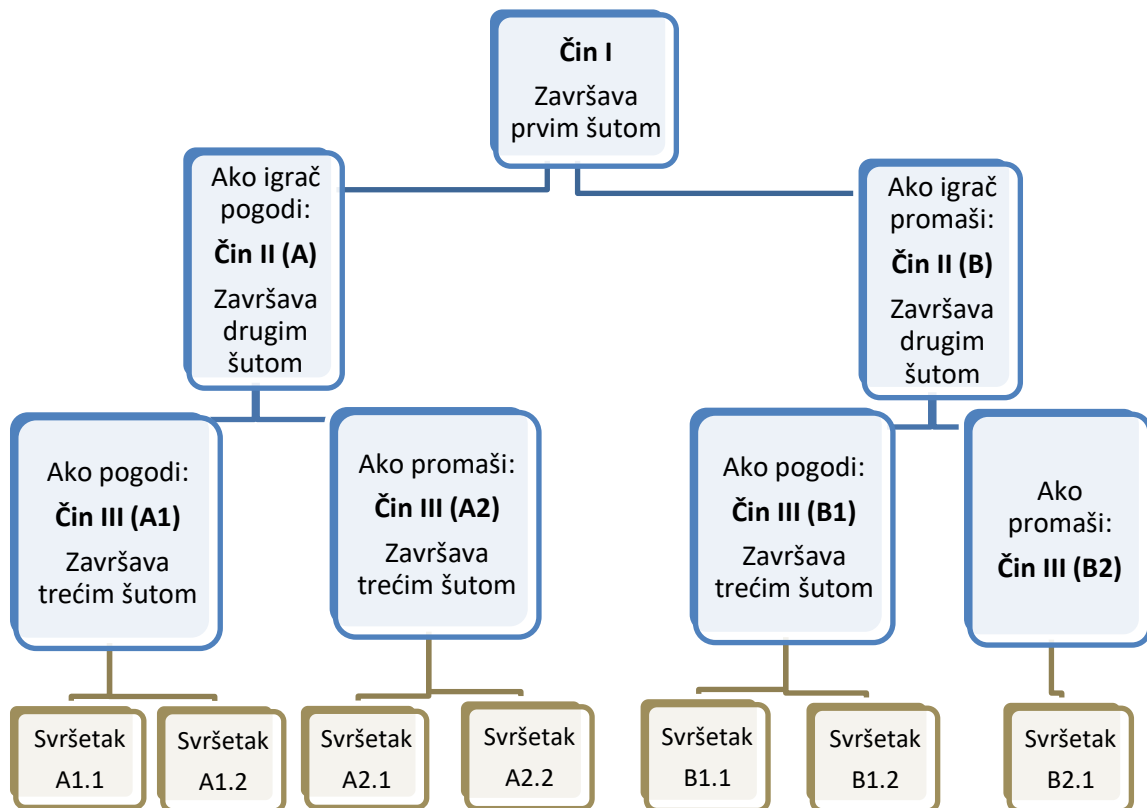 Čin I
Završava
prvim šutom
Ako igrač
pogodi:
Čin II (A)
Završava
drugim
šutom
Ako igrač
promaši:
Čin II (B)
Završava
drugim
šutom
Ako pogodi:
Čin III (A1)
Završava
trećim šutom
Ako promaši:
Čin III (A2)
Završava
trećim šutom
Ako pogodi:
Čin III (B1)
Završava
trećim šutom
Ako
promaši:
Čin III (B2)
Svršetak
A1.1
Svršetak
A1.2
Svršetak
A2.1
Svršetak
A2.2
Svršetak
B1.1
Svršetak
B1.2
Svršetak
B2.1